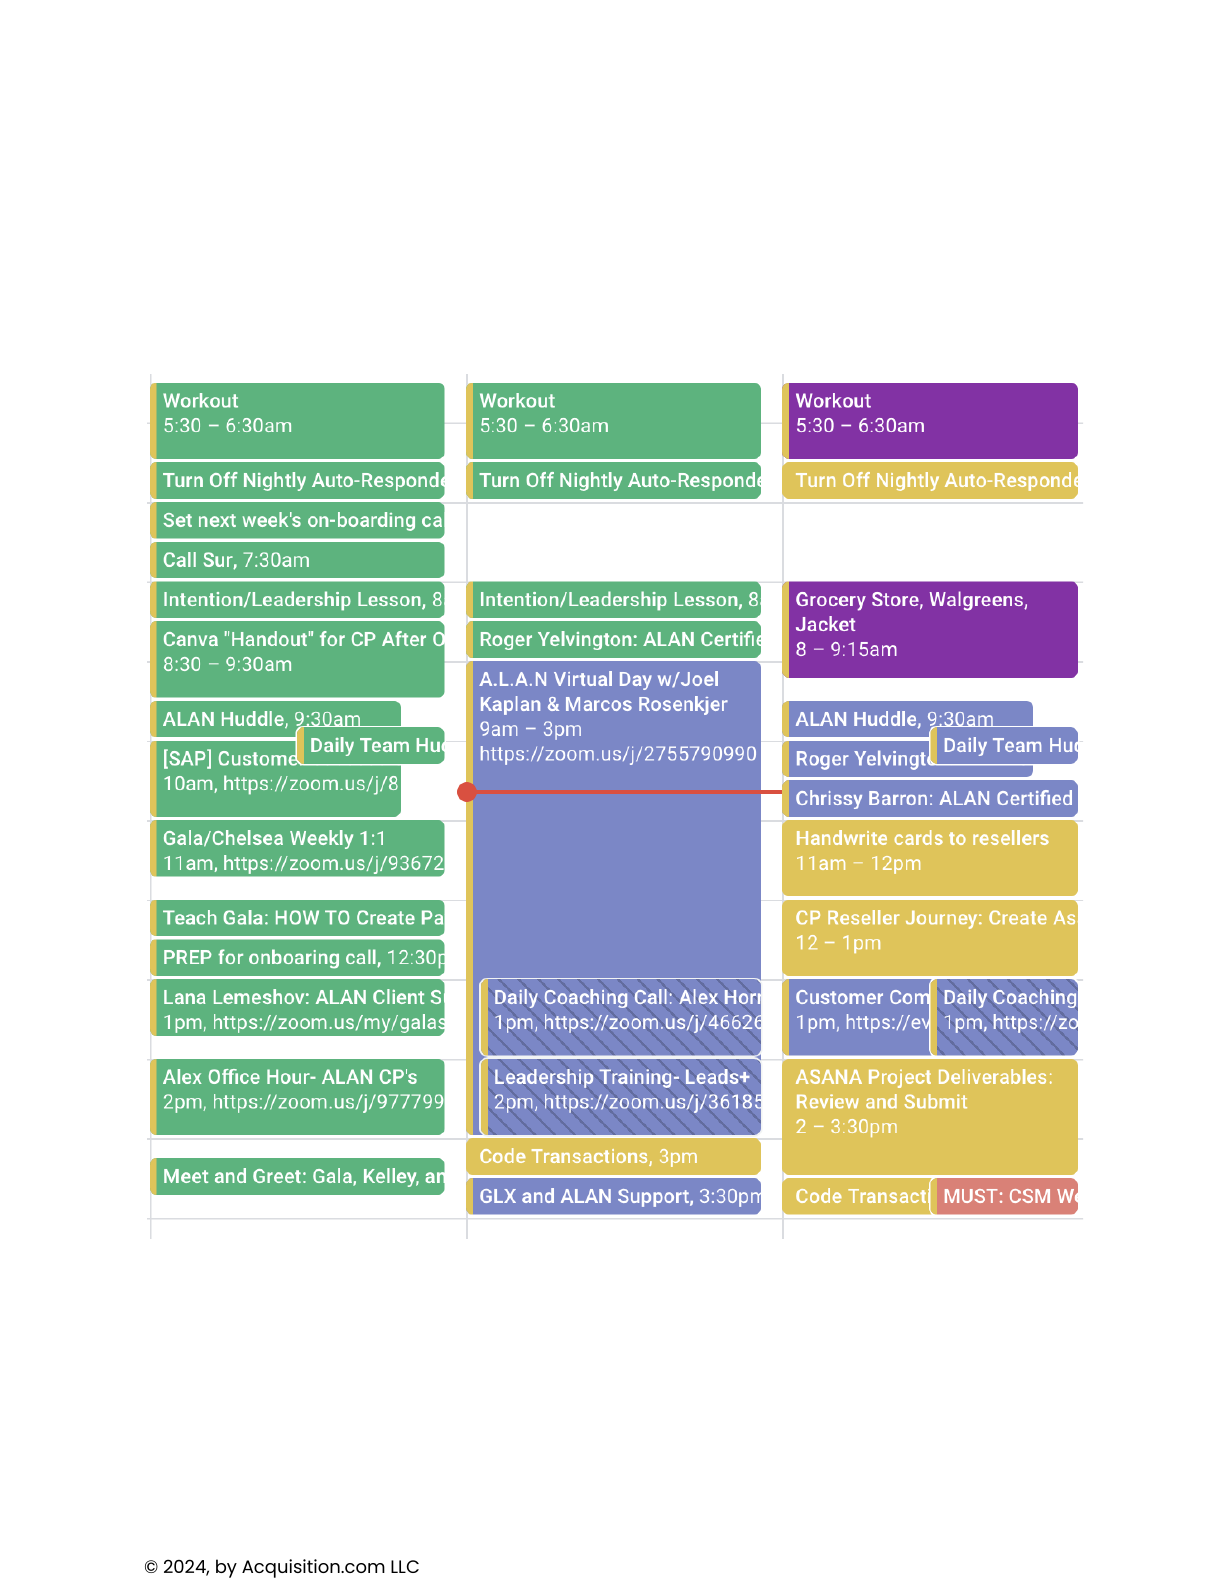 Workout
5:30 – 6:30am
Turn Off Nightly Auto-Responde
Set next week's on-boarding ca
Call Sur, 7:30am
Intention/Leadership Lesson, 8
Canva "Handout" for CP After O
8:30 – 9:30am
ALAN Huddle, 9:30am
Daily Team Hud
[SAP] Custome
10am, https://zoom.us/j/8
Gala/Chelsea Weekly 1:1
11am, https://zoom.us/j/93672
Teach Gala: HOW TO Create Pa
PREP for onboaring call, 12:30p
Lana Lemeshov: ALAN Client S
1pm, https://zoom.us/my/galas
Alex Office Hour- ALAN CP's
2pm, https://zoom.us/j/977799
Meet and Greet: Gala, Kelley, an
Workout
5:30 – 6:30am
Turn Off Nightly Auto-Responde
Intention/Leadership Lesson, 8
Roger Yelvington: ALAN Certifie
A.L.A.N Virtual Day w/Joel
Kaplan & Marcos Rosenkjer
9am – 3pm
https://zoom.us/j/2755790990
Daily Coaching Call: Alex Horm
1pm, https://zoom.us/j/46626
Leadership Training- Leads+
2pm, https://zoom.us/j/36185
Code Transactions, 3pm
GLX and ALAN Support, 3:30pm
Workout
5:30 – 6:30am
Turn Off Nightly Auto-Responde
Grocery Store, Walgreens,
Jacket
8 – 9:15am
ALAN Huddle, 9:30am
Daily Team Hud
Roger Yelvingto
Chrissy Barron: ALAN Certified
Handwrite cards to resellers
11am – 12pm
CP Reseller Journey: Create As
12 – 1pm
Customer Com
1pm, https://ev
Daily Coaching
1pm, https://zo
ASANA Project Deliverables:
Review and Submit
2 – 3:30pm
Code Transacti
MUST: CSM We
© 2024, by Acquisition.com LLC